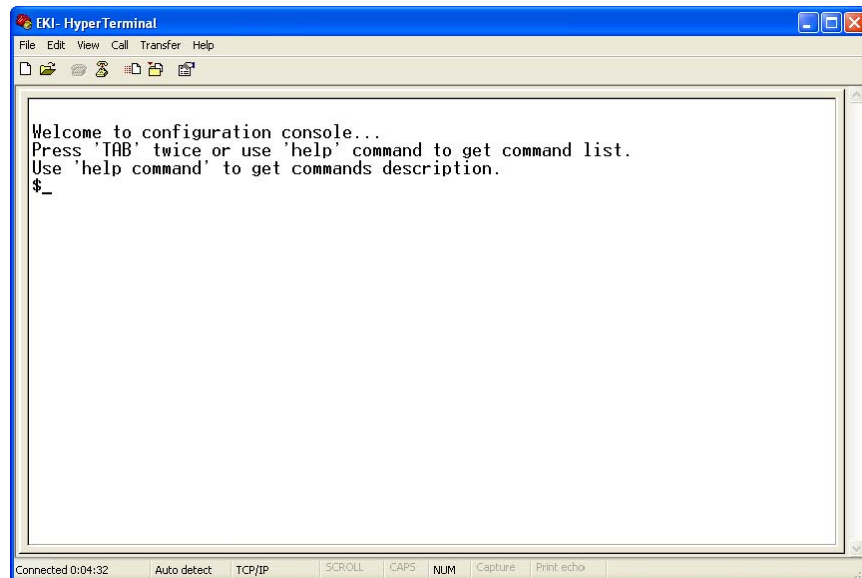 EKI- HyperTerminal
File Edit View Call Transfer Help
Welcome to configuration console...
Press 'TAB' twice or use 'help' command to get command list.
Use 'help command' to get commands description.
$_
Connected 0:04:32 Auto detect TCP/IP SCROLL CAPS NUM Capture Print echo